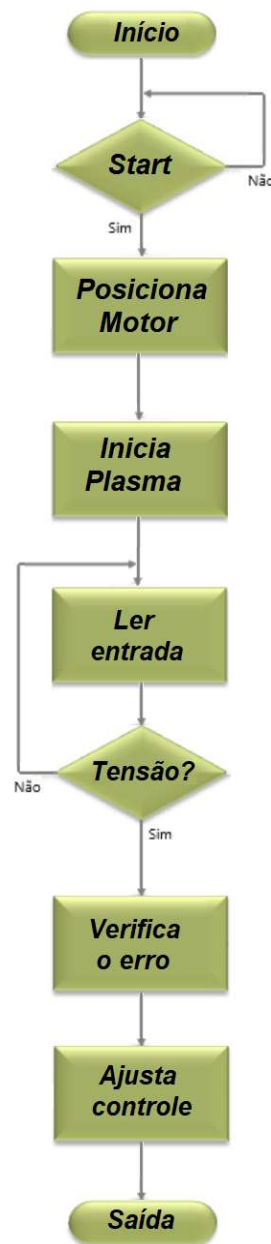 Início
Start
Não
Sim
Posiciona
Motor
Inicia
Plasma
Ler
entrada
Tensão?
Não
Sim
Verifica
o erro
Ajusta
controle
Saída